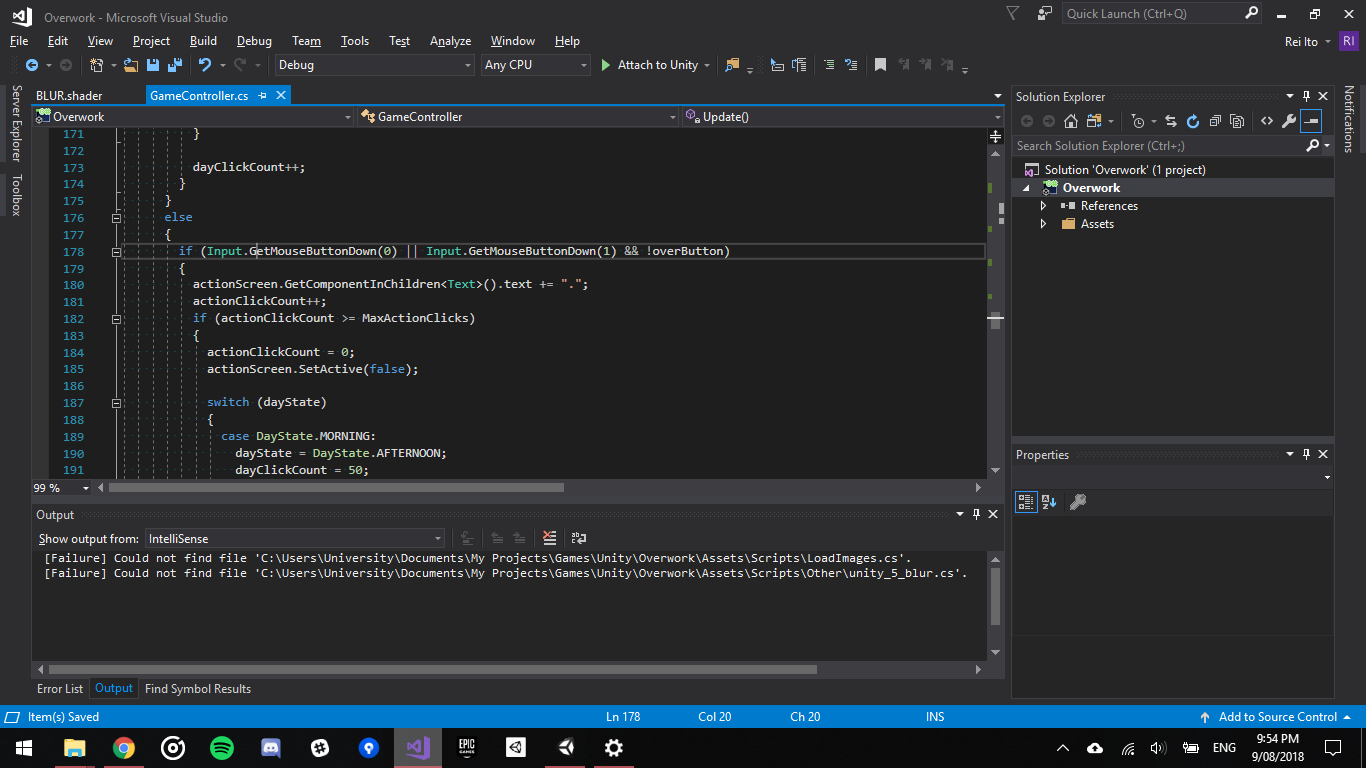 Overwork - Microsoft Visual Studio
Quick Launch (Ctrl+Q)
File Edit View Project Build Debug Team Tools Test Analyze Window Help
Rei Ito RI
Debug Any CPU Attach to Unity
Server Explorer
Toolbox
BLUR.shader GameController.cs
Overwork GameController Update()
171 }
172
173 dayClickCount++;
174 }
175 }
176 else
177 {
178 if (Input.GetMouseButtonDown(0) || Input.GetMouseButtonDown(1) && !overButton)
179 {
180 actionScreen.GetComponentInChildren<Text>().text += ".";
181 actionClickCount++;
182 if (actionClickCount >= MaxActionClicks)
183 {
184 actionClickCount = 0;
185 actionScreen.SetActive(false);
186
187 switch (dayState)
188 {
189 case DayState.MORNING:
190 dayState = DayState.AFTERNOON;
191 dayClickCount = 50;
99 %
Output
Show output from: IntelliSense
[Failure] Could not find file 'C:\Users\University\Documents\My Projects\Games\Unity\Overwork\Assets\Scripts\LoadImages.cs'.
[Failure] Could not find file 'C:\Users\University\Documents\My Projects\Games\Unity\Overwork\Assets\Scripts\Other\unity_5_blur.cs'.
Error List Output Find Symbol Results
Solution Explorer
Search Solution Explorer (Ctrl+;)
Solution 'Overwork' (1 project)
Overwork
References
Assets
Properties
Notifications
Item(s) Saved Ln 178 Col 20 Ch 20 INS Add to Source Control
EPIC
GAMES
ENG
9:54 PM
9/08/2018